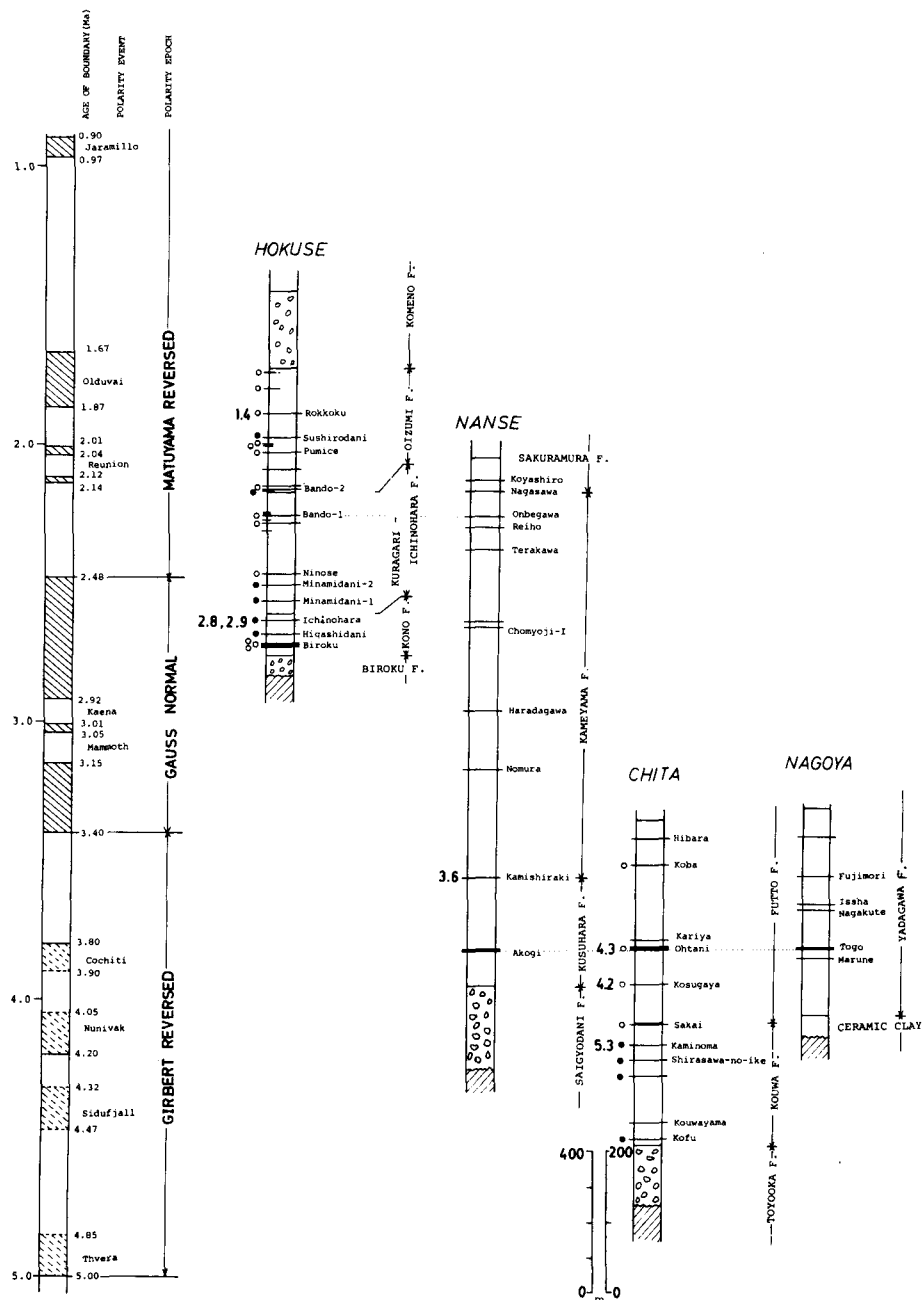 AGE OF BOUNDARY(Ma)
POLARITY EVENT
POLARITY EPOCH
0.90
Jaramillo
0.97
1.0
1.67
Olduvai
1.87
2.0
2.01
2.04
Reunion
2.12
2.14
2.48
2.92
Kaena
3.0
3.01
3.05
Mammoth
3.15
3.40
3.80
Cochiti
3.90
4.0
4.05
Nunivak
4.20
4.32
Sidufjall
4.47
4.85
Thvera
5.0
5.00
MATUYAMA REVERSED
GAUSS NORMAL
GIRBERT REVERSED
HOKUSE
1.4
Rokkoku
Sushirodani
Pumice
Bando-2
Bando-1
Ninose
Minamidani-2
Minamidani-1
2.8, 2.9
Ichinohara
Higashidani
Biroku
BIROKU F.
KOMENO F.
OIZUMI F.
KURAGARI -
ICHINOHARA F.
KONO F.
NANSE
SAKURAMURA F.
Koyashiro
Nagasawa
Onbegawa
Reiho
Terakawa
Chomyoji-I
Haradagawa
Nomura
3.6
Kamishiraki
Akogi
KAMEYAMA F.
KUSUHARA F.
SAIGYODANI F.
CHITA
Hibara
Koba
Kariya
4.3
Ohtani
4.2
Kosugaya
Sakai
5.3
Kaminoma
Shirasawa-no-ike
Kouwayama
Kofu
FUTTO F.
KOUWA F.
TOYOOKA F.
400
200
0
0
m
NAGOYA
Fujimori
Issha
Nagakute
Togo
Marune
CERAMIC CLAY
YADAGAWA F.